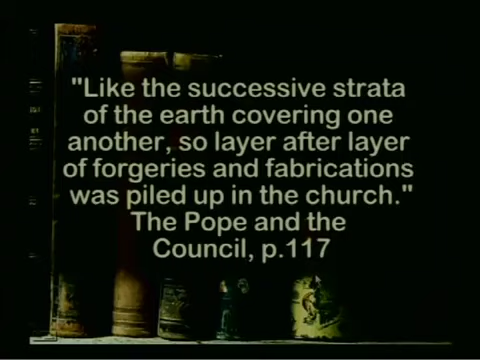 "Like the successive strata
of the earth covering one
another, so layer after layer
of forgeries and fabrications
was piled up in the church."
The Pope and the
Council, p.117